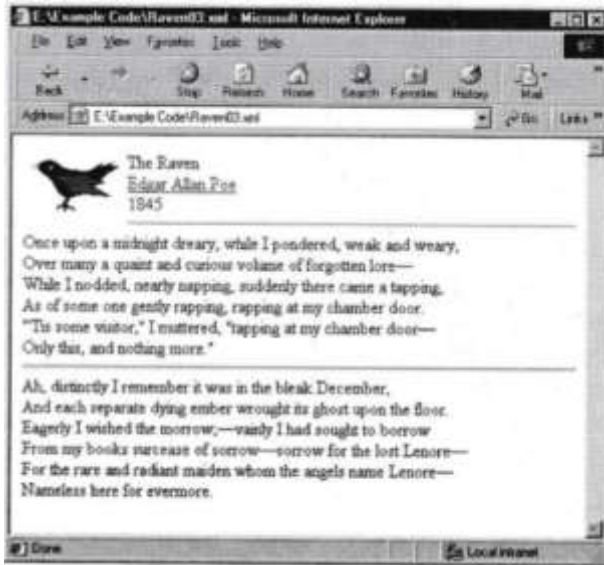 E:\Example Code\Raven03.xml - Microsoft Internet Explorer
File Edit View Favorites Tools Help
Back Stop Refresh Home Search Favorites History Mail
Address E:\Example Code\Raven03.xml Go Links »
The Raven
Edgar Allan Poe
1845
Once upon a midnight dreary, while I pondered, weak and weary,
Over many a quaint and curious volume of forgotten lore—
While I nodded, nearly napping, suddenly there came a tapping,
As of some one gently rapping, rapping at my chamber door.
"'Tis some visitor," I muttered, "tapping at my chamber door—
Only this, and nothing more."
Ah, distinctly I remember it was in the bleak December,
And each separate dying ember wrought its ghost upon the floor.
Eagerly I wished the morrow;—vainly I had sought to borrow
From my books surcease of sorrow—sorrow for the lost Lenore—
For the rare and radiant maiden whom the angels name Lenore—
Nameless here for evermore.
Done Local intranet